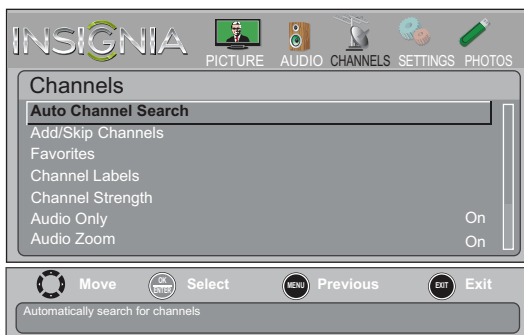 INSIGNIA
PICTURE AUDIO CHANNELS SETTINGS PHOTOS
Channels
Auto Channel Search
Add/Skip Channels
Favorites
Channel Labels
Channel Strength
Audio Only On
Audio Zoom On
Move OK ENTER Select MENU Previous EXIT Exit
Automatically search for channels